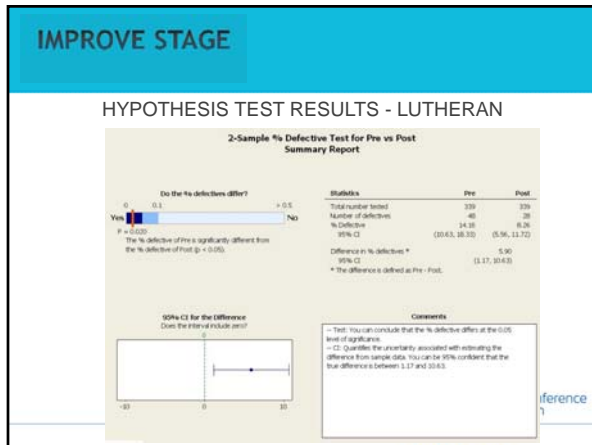 IMPROVE STAGE
HYPOTHESIS TEST RESULTS - LUTHERAN
2-Sample % Defective Test for Pre vs Post
Summary Report
Do the % defectives differ?
0 0.1 > 0.5
Yes No
P = 0.020
The % defective of Pre is significantly different from
the % defective of Post (p < 0.05).
Statistics Pre Post
Total number tested 339 339
Number of defectives 48 28
% Defective 14.16 8.26
95% CI (10.63, 18.33) (5.56, 11.72)
Difference in % defectives * 5.90
95% CI (1.17, 10.63)
* The difference is defined as Pre - Post.
95% CI for the Difference
Does the interval include zero?
0
-10 0 10
Comments
-- Test: You can conclude that the % defective differs at the 0.05
level of significance.
-- CI: Quantifies the uncertainty associated with estimating the
difference from sample data. You can be 95% confident that the
true difference is between 1.17 and 10.63.